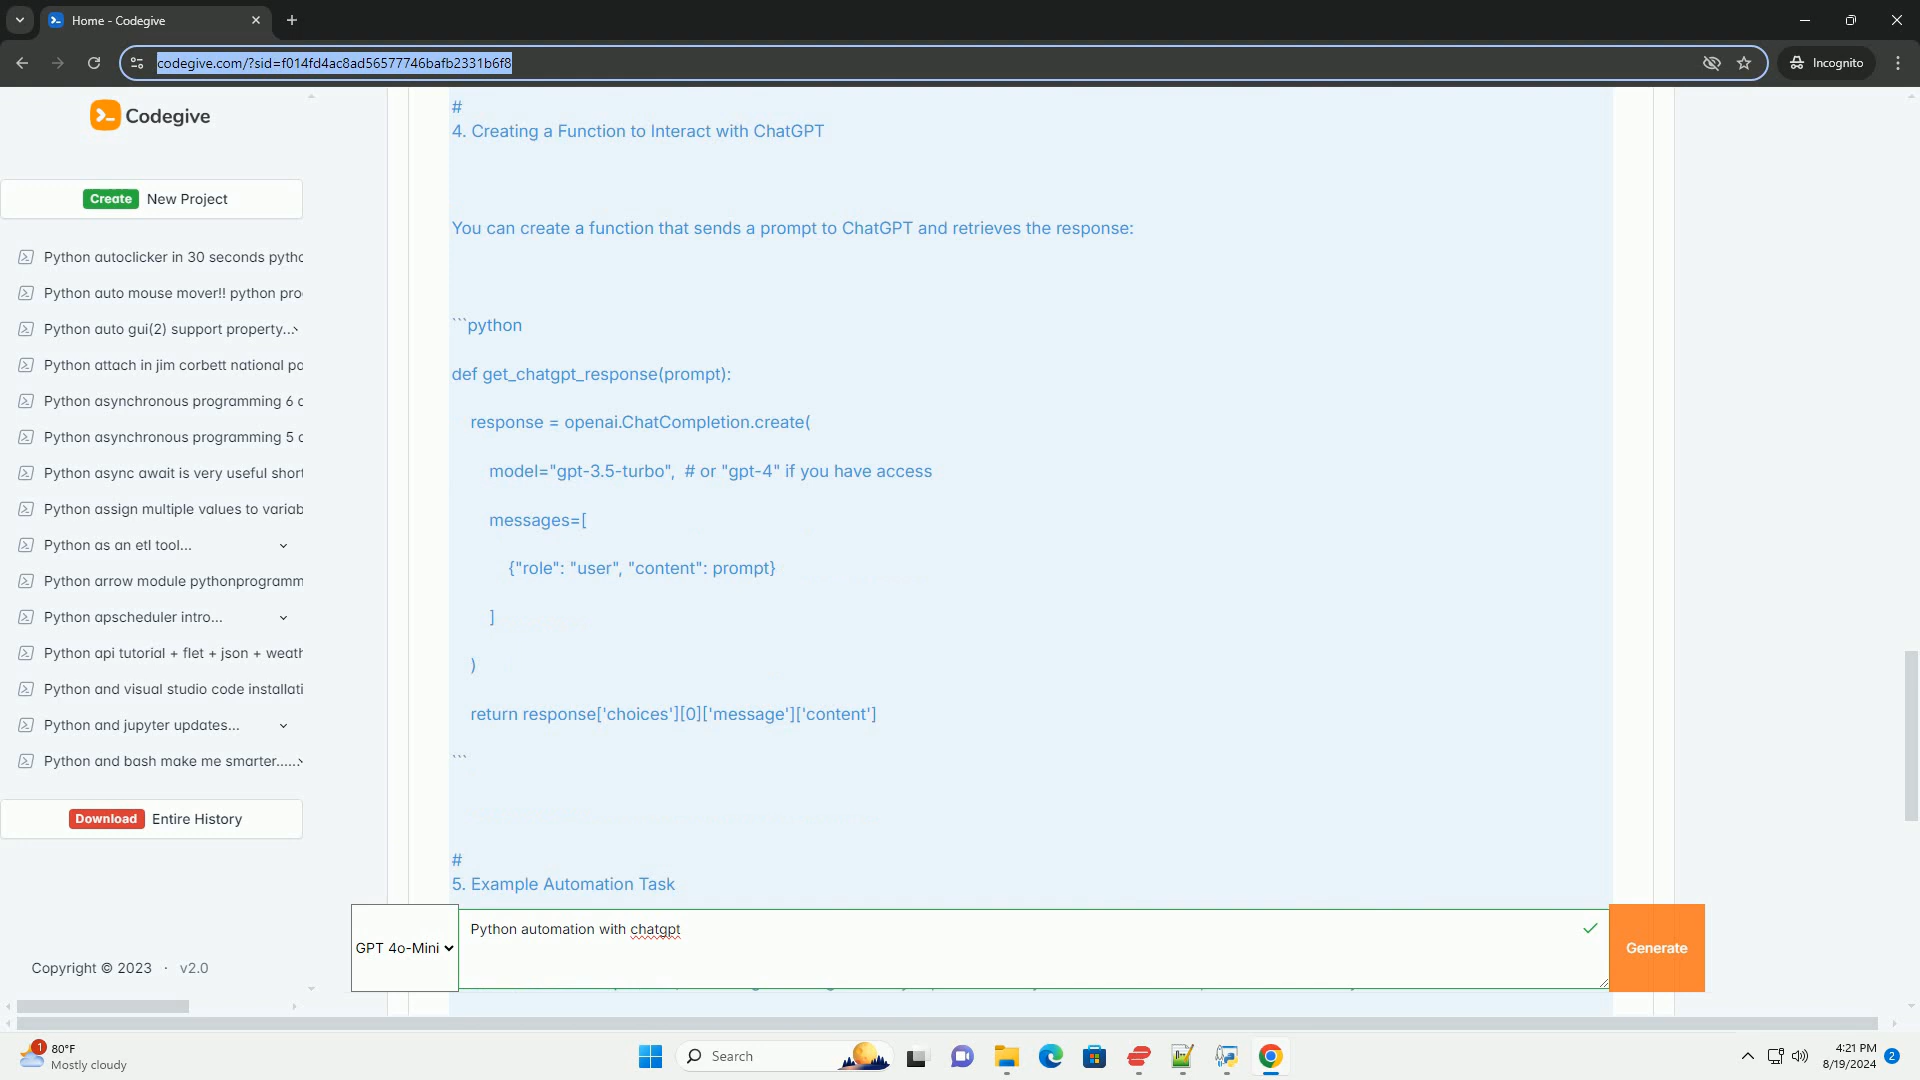 Home - Codegive
codegive.com/?sid=f014fd4ac8ad56577746bafb2331b6f8
Incognito
Codegive
Create New Project
Python autoclicker in 30 seconds pytho
Python auto mouse mover!! python pro
Python auto gui(2) support property...
Python attach in jim corbett national pa
Python asynchronous programming 6 c
Python asynchronous programming 5 c
Python async await is very useful short
Python assign multiple values to variab
Python as an etl tool...
Python arrow module pythonprogramm
Python apscheduler intro...
Python api tutorial + flet + json + weath
Python and visual studio code installati
Python and jupyter updates...
Python and bash make me smarter......
Download Entire History
Copyright © 2023 · v2.0
#
4. Creating a Function to Interact with ChatGPT
You can create a function that sends a prompt to ChatGPT and retrieves the response:
```python
def get_chatgpt_response(prompt):
response = openai.ChatCompletion.create(
model="gpt-3.5-turbo", # or "gpt-4" if you have access
messages=[
{"role": "user", "content": prompt}
]
)
return response['choices'][0]['message']['content']
```
#
5. Example Automation Task
GPT 4o-Mini
Python automation with chatgpt
Generate
1
80°F
Mostly cloudy
Search
4:21 PM
8/19/2024
2